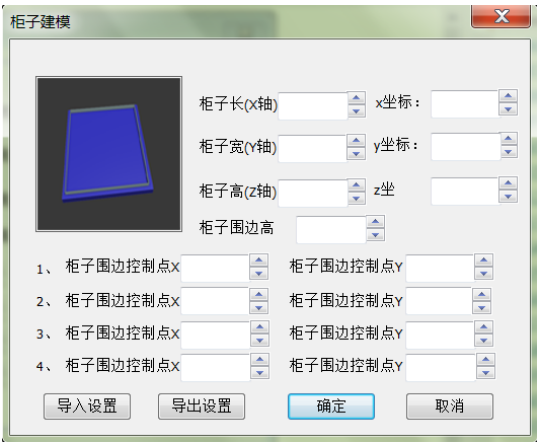 柜子建模
柜子长(X轴) x坐标：
柜子宽(Y轴) y坐标：
柜子高(Z轴) z坐
柜子围边高
1、 柜子围边控制点X 柜子围边控制点Y
2、 柜子围边控制点X 柜子围边控制点Y
3、 柜子围边控制点X 柜子围边控制点Y
4、 柜子围边控制点X 柜子围边控制点Y
导入设置 导出设置 确定 取消